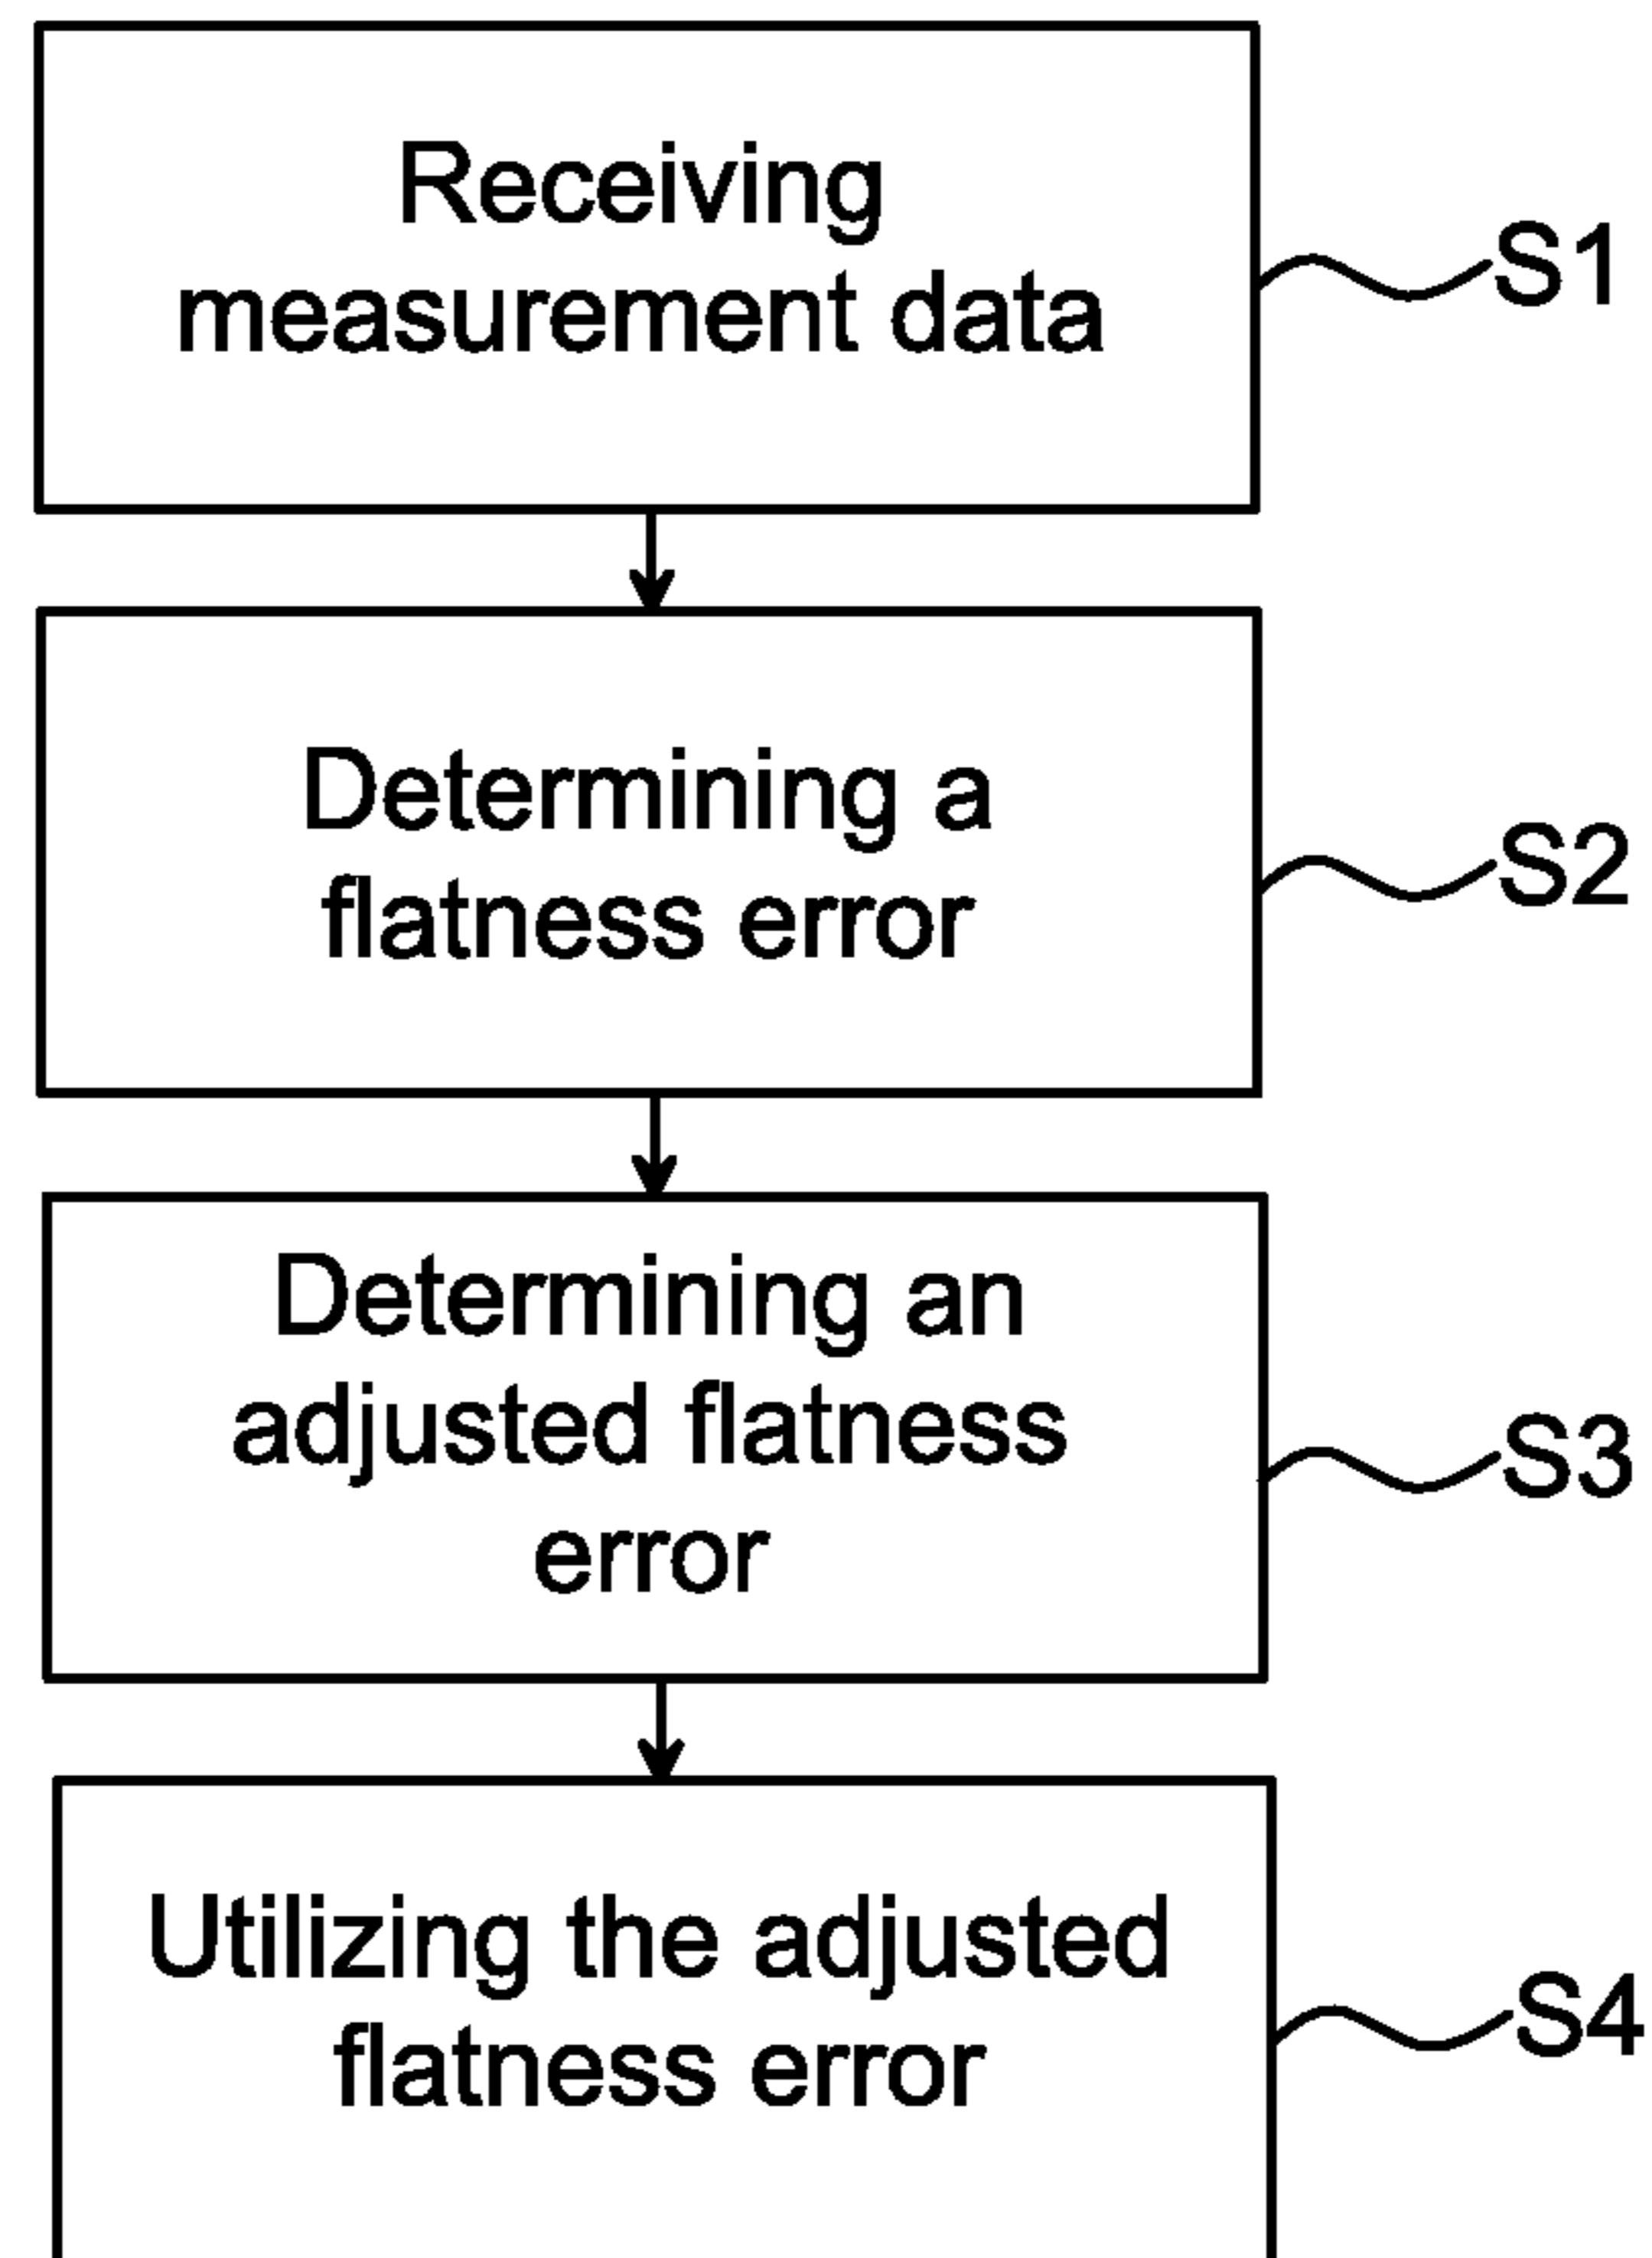 Receiving
measurement data
S1
Determining a
flatness error
S2
Determining an
adjusted flatness
error
S3
Utilizing the adjusted
flatness error
S4